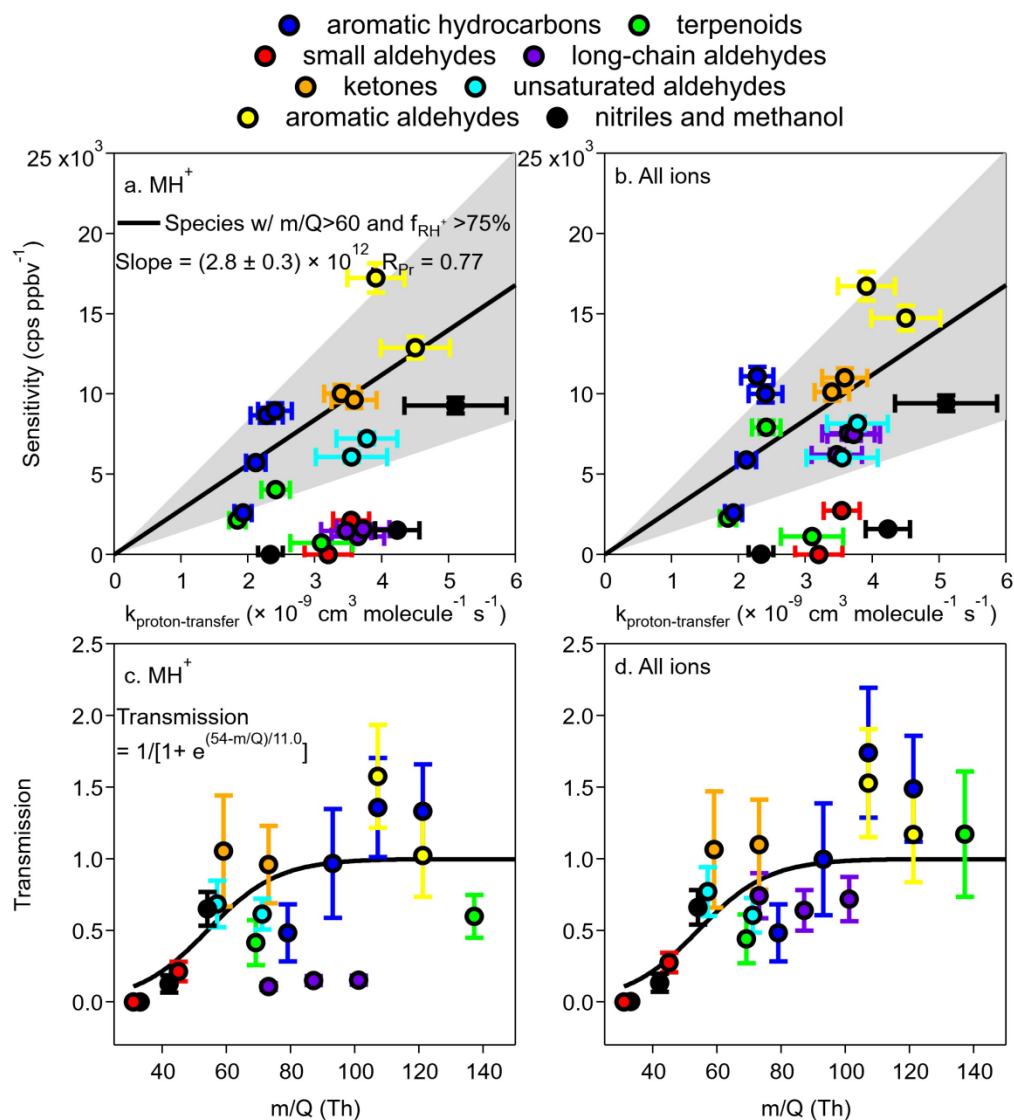 aromatic hydrocarbons terpenoids
small aldehydes long-chain aldehydes
ketones unsaturated aldehydes
aromatic aldehydes nitriles and methanol
25 x10³ 25 x10³
a. MH⁺ b. All ions
Species w/ m/Q>60 and f_RH⁺ >75%
Slope = (2.8 ± 0.3) × 10¹² R_Pr = 0.77
20 20
15 15
10 10
5 5
0 0
Sensitivity (cps ppbv⁻¹)
0 1 2 3 4 5 6 0 1 2 3 4 5 6
k_proton-transfer (× 10⁻⁹ cm³ molecule⁻¹ s⁻¹) k_proton-transfer (× 10⁻⁹ cm³ molecule⁻¹ s⁻¹)
2.5 2.5
c. MH⁺ d. All ions
Transmission
= 1/[1+ e^(54-m/Q)/11.0]
2.0 2.0
1.5 1.5
1.0 1.0
0.5 0.5
0.0 0.0
Transmission
40 60 80 100 120 140 40 60 80 100 120 140
m/Q (Th) m/Q (Th)